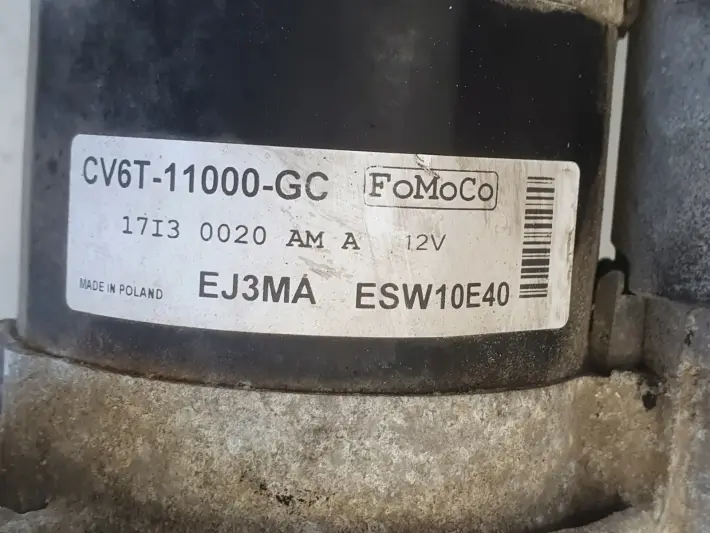 CV6T-11000-GC FoMoCo
17I3 0020 AM A 12V
MADE IN POLAND EJ3MA ESW10E40